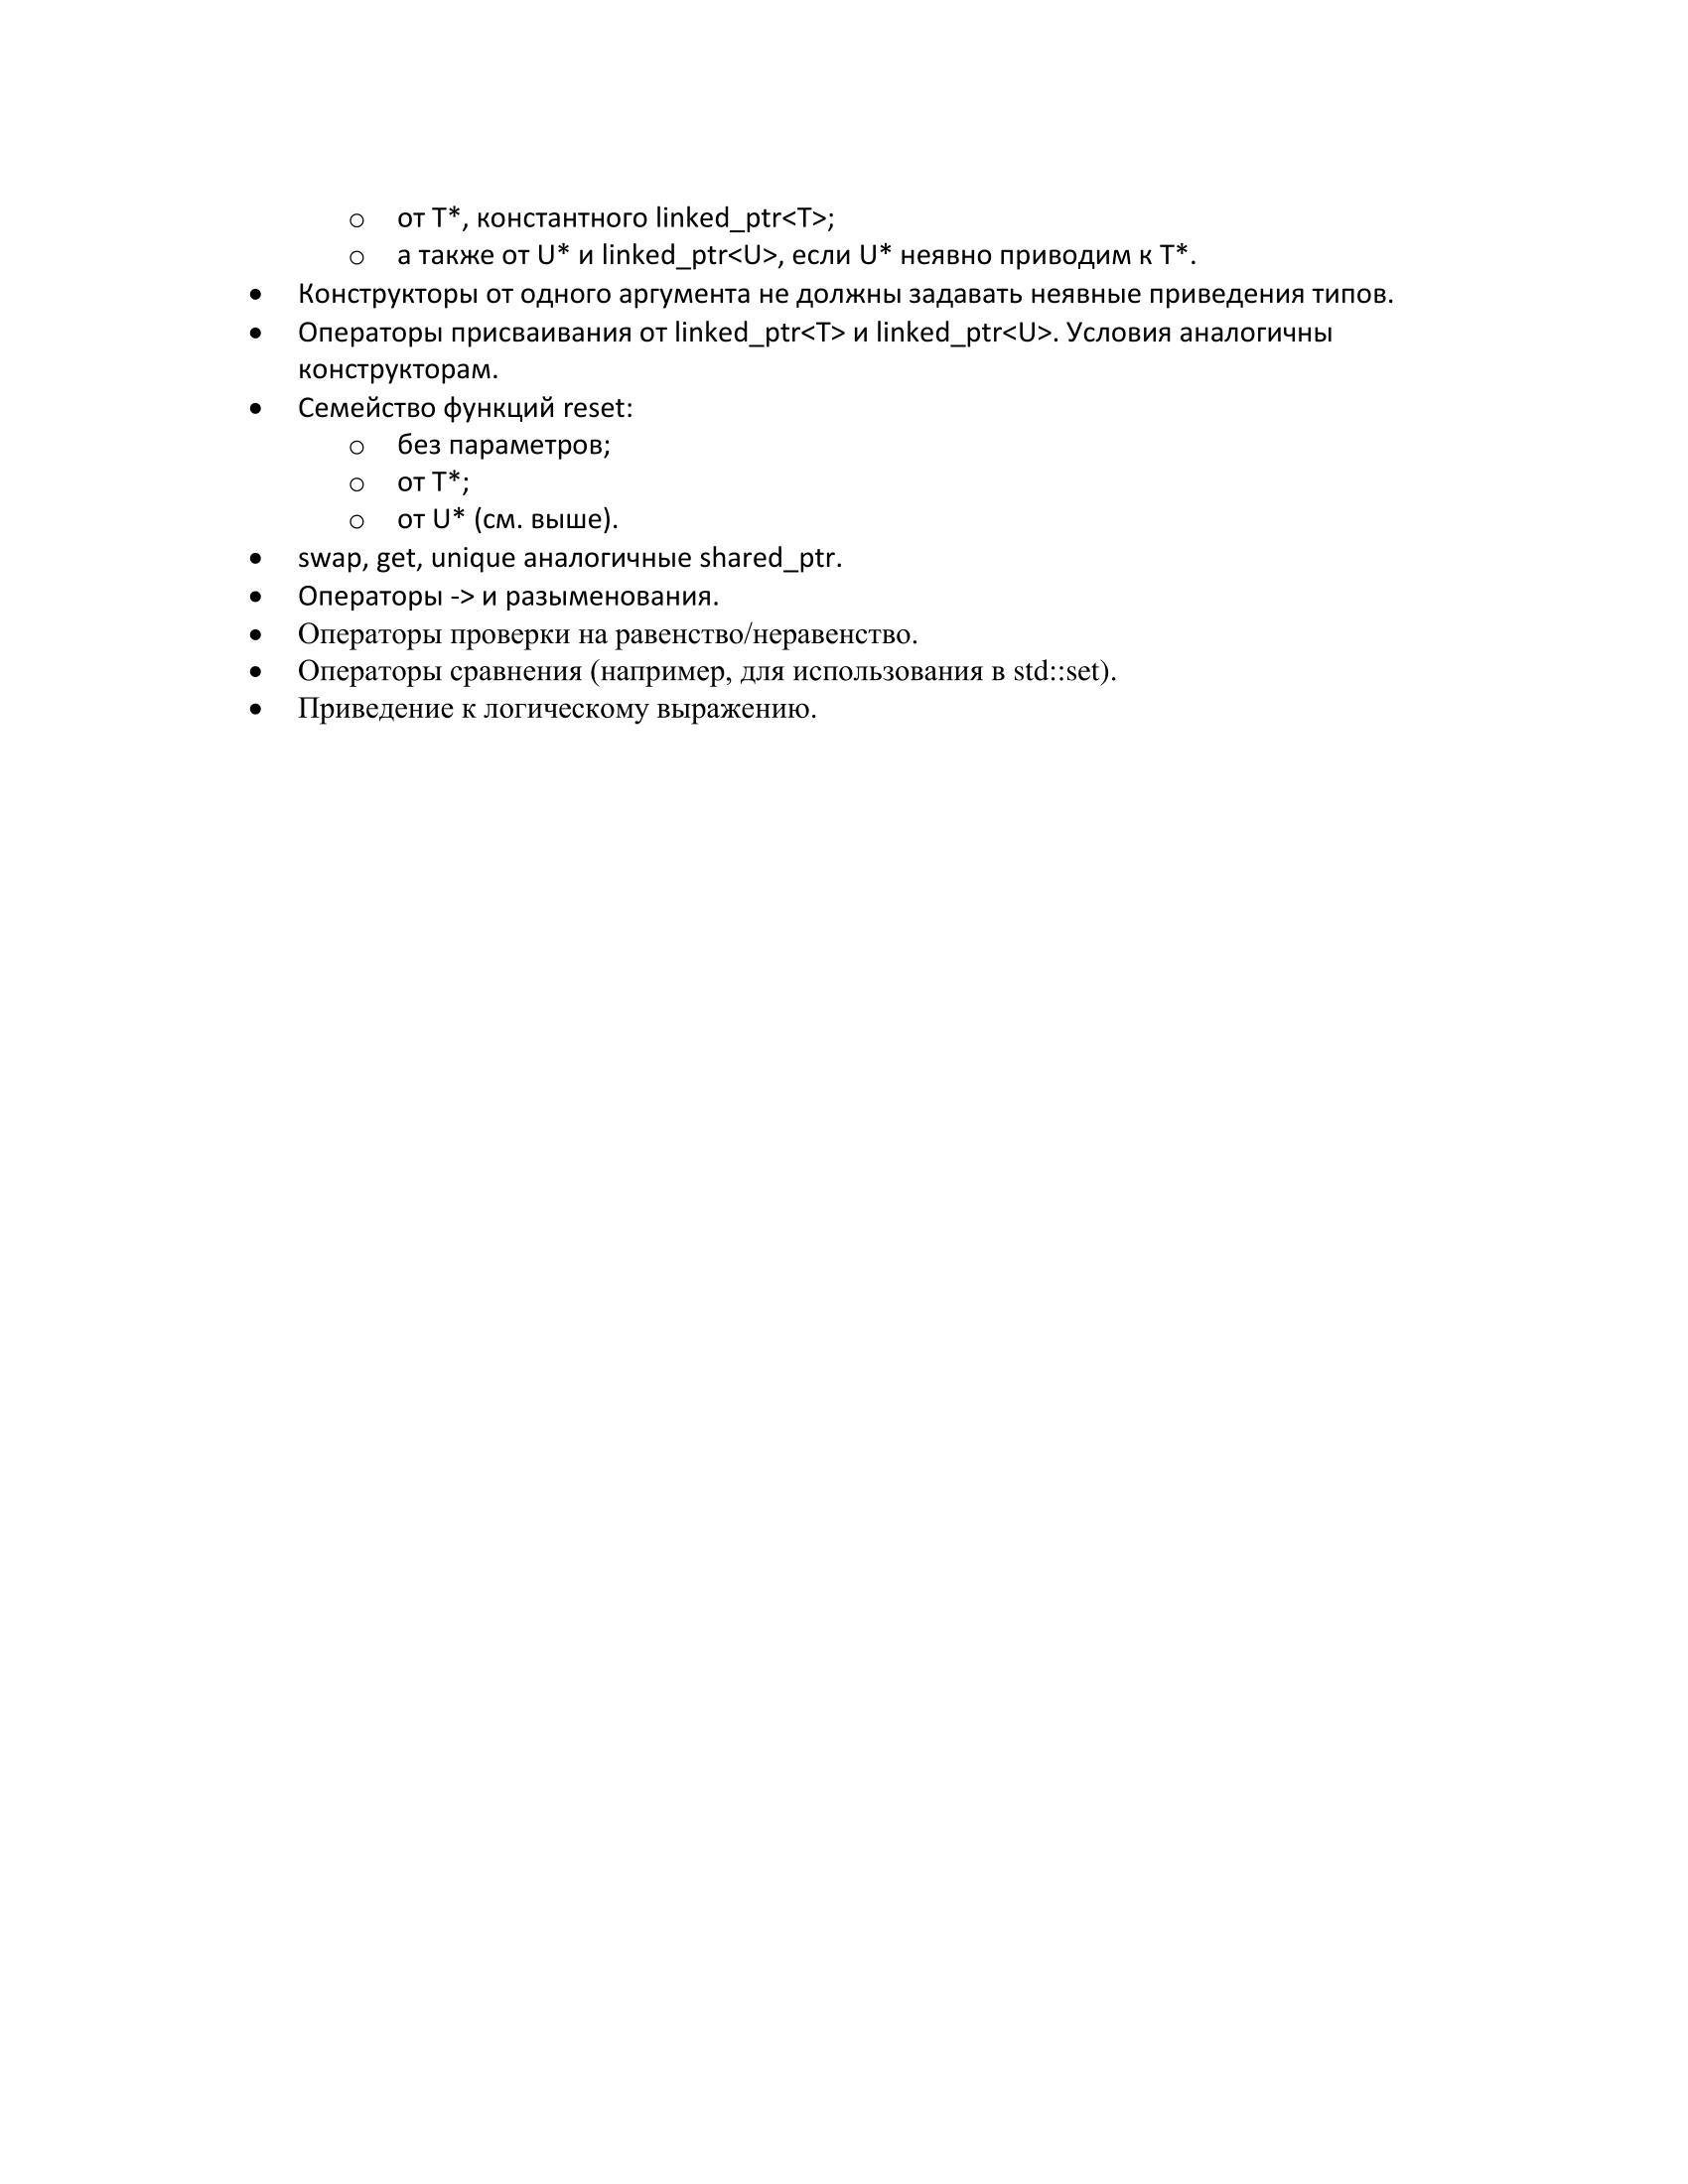 o от T*, константного linked_ptr<T>;
o а также от U* и linked_ptr<U>, если U* неявно приводим к T*.
• Конструкторы от одного аргумента не должны задавать неявные приведения типов.
• Операторы присваивания от linked_ptr<T> и linked_ptr<U>. Условия аналогичны
конструкторам.
• Семейство функций reset:
o без параметров;
o от T*;
o от U* (см. выше).
• swap, get, unique аналогичные shared_ptr.
• Операторы -> и разыменования.
• Операторы проверки на равенство/неравенство.
• Операторы сравнения (например, для использования в std::set).
• Приведение к логическому выражению.